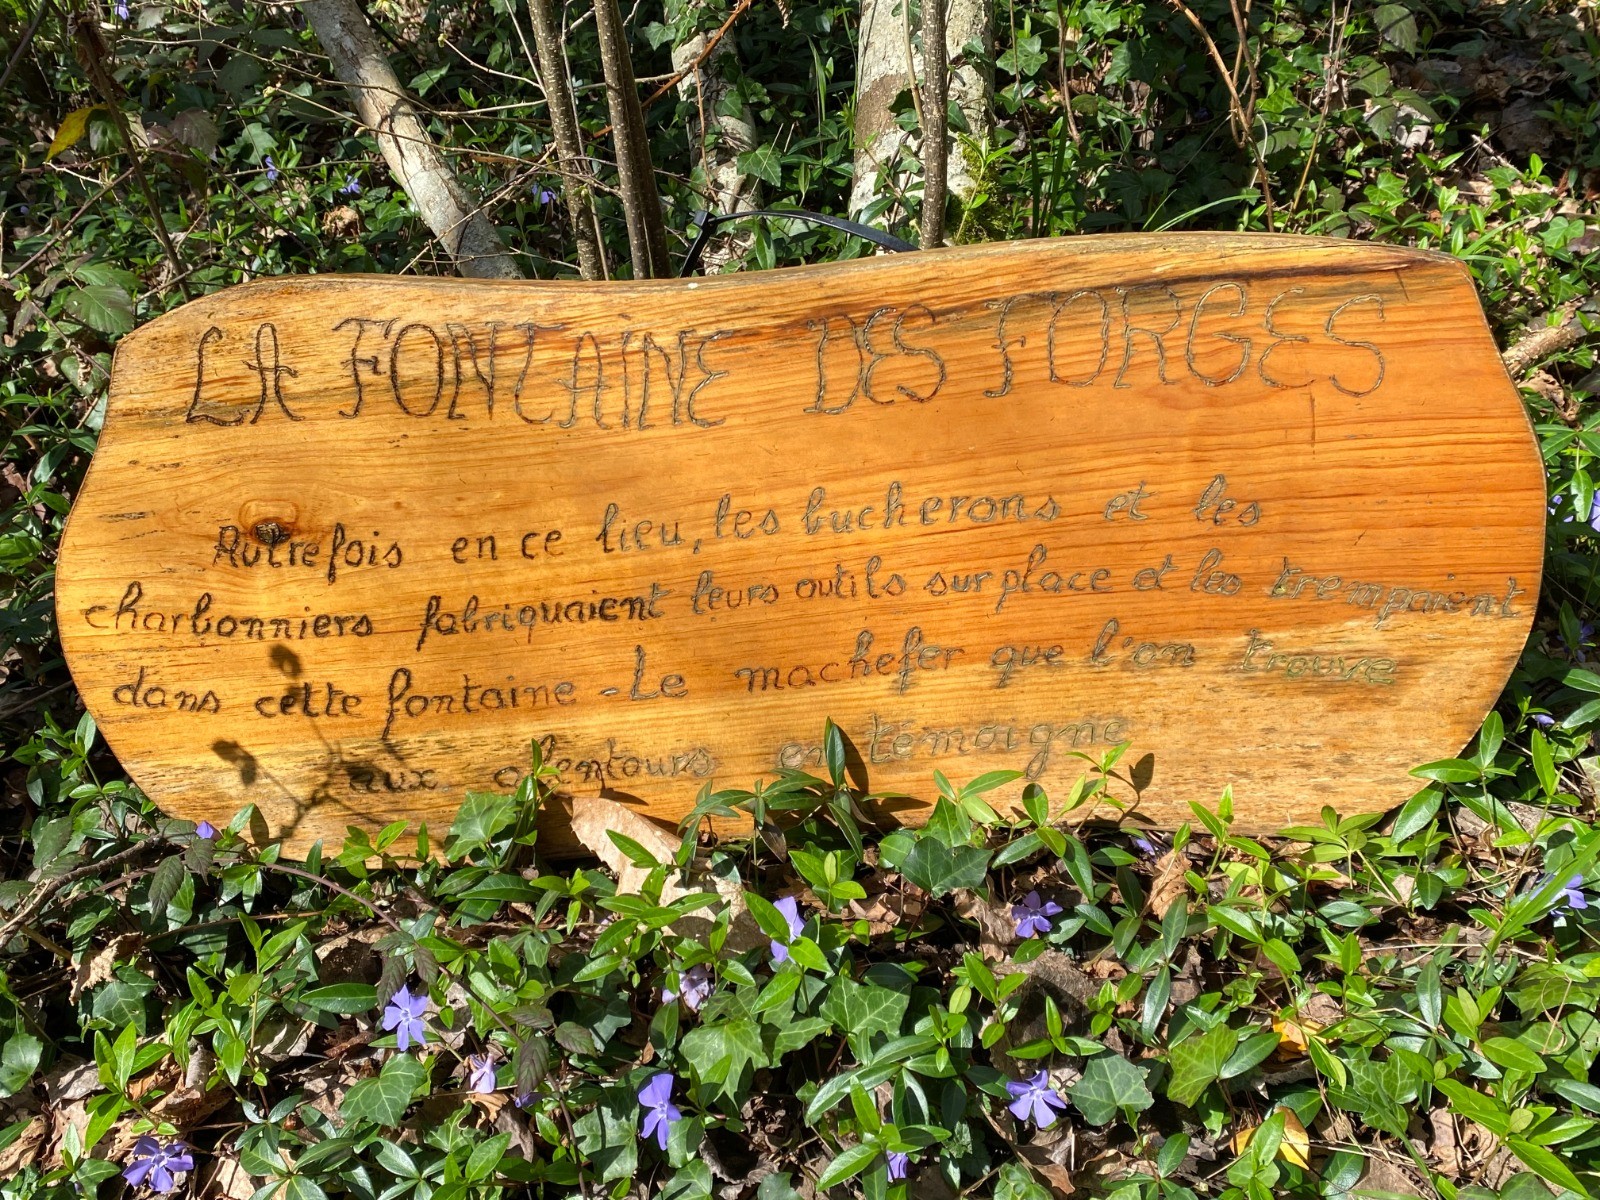 LA FONTAINE DES FORGES
Autrefois en ce lieu, les bucherons et les
charbonniers fabriquaient leurs outils sur place et les trempaient
dans cette fontaine - Le machefer que l'on trouve
aux alentours en témoigne